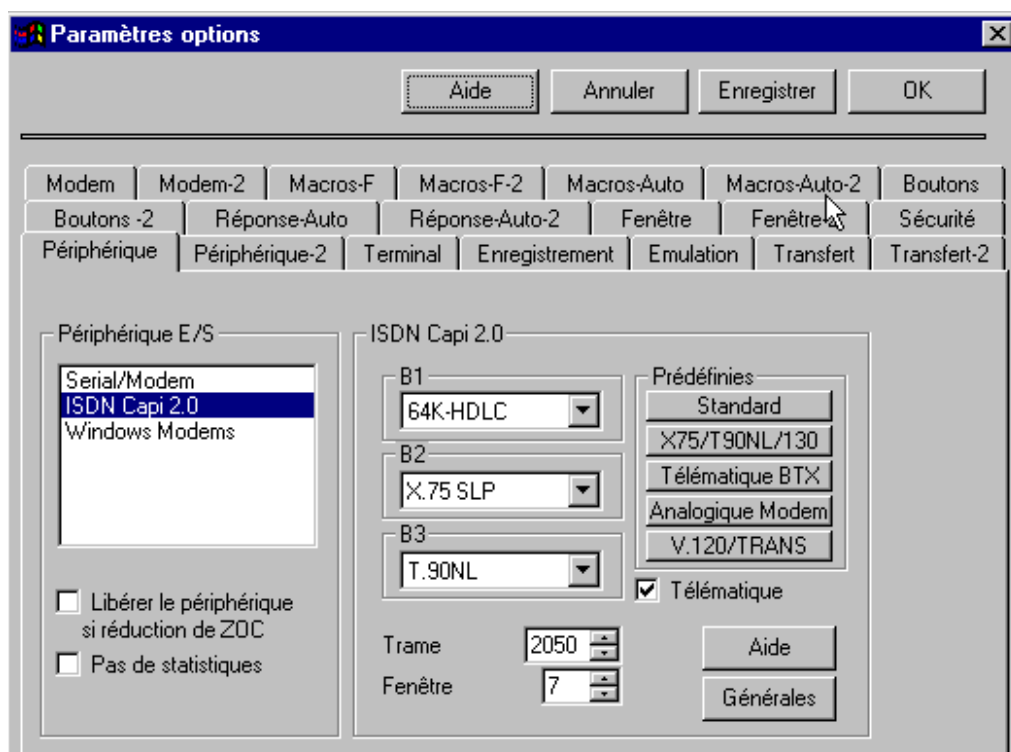 Paramètres options
Aide Annuler Enregistrer OK
Modem Modem-2 Macros-F Macros-F-2 Macros-Auto Macros-Auto-2 Boutons
Boutons -2 Réponse-Auto Réponse-Auto-2 Fenêtre Fenêtre-2 Sécurité
Périphérique Périphérique-2 Terminal Enregistrement Emulation Transfert Transfert-2
Périphérique E/S
Serial/Modem
ISDN Capi 2.0
Windows Modems
Libérer le périphérique
si réduction de ZOC
Pas de statistiques
ISDN Capi 2.0
B1
64K-HDLC
B2
X.75 SLP
B3
T.90NL
Prédéfinies
Standard
X75/T90NL/130
Télématique BTX
Analogique Modem
V.120/TRANS
Télématique
Trame 2050
Fenêtre 7
Aide
Générales